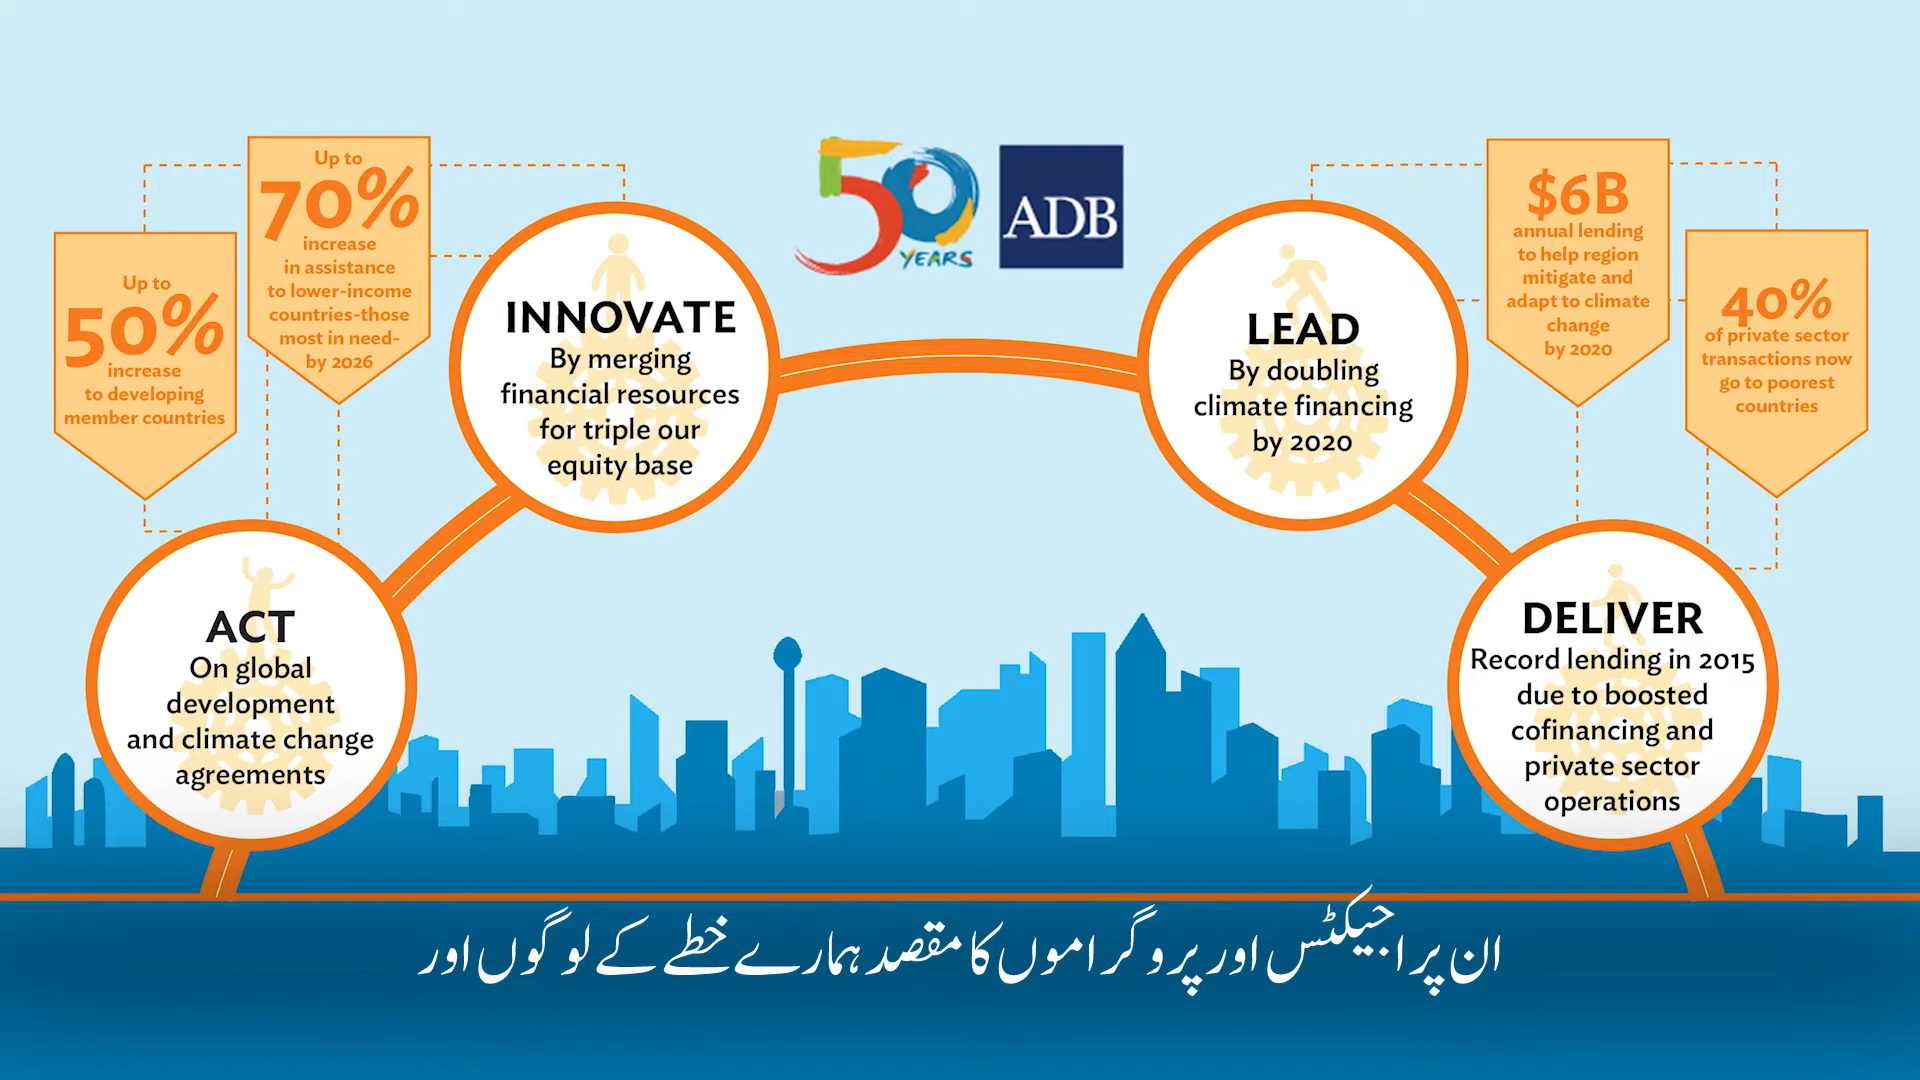 Up to
50%
increase
to developing
member countries
Up to
70%
increase
in assistance
to lower-income
countries-those
most in need-
by 2026
INNOVATE
By merging
financial resources
for triple our
equity base
50
YEARS
ADB
LEAD
By doubling
climate financing
by 2020
$6B
annual lending
to help region
mitigate and
adapt to climate
change
by 2020
40%
of private sector
transactions now
go to poorest
countries
ACT
On global
development
and climate change
agreements
DELIVER
Record lending in 2015
due to boosted
cofinancing and
private sector
operations
ان پراجیکٹس اور پروگراموں کا مقصد ہمارے خطے کے لوگوں اور